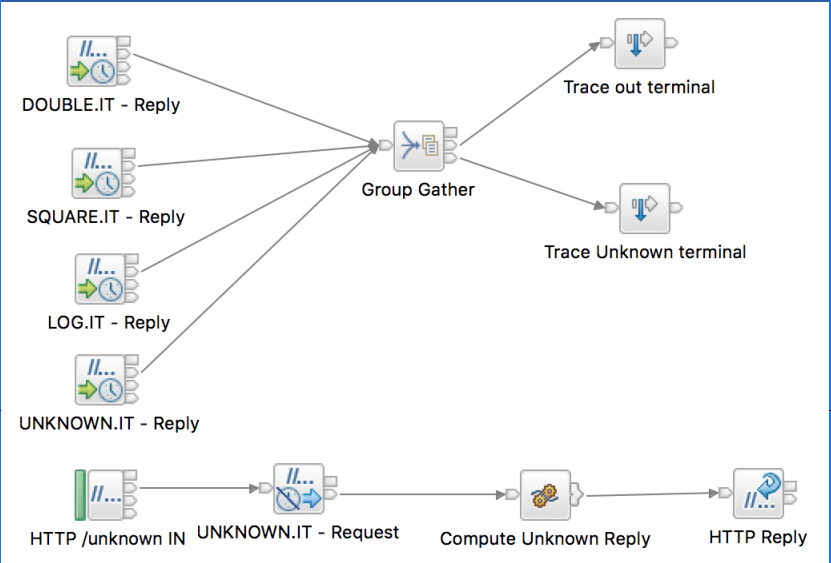 Trace out terminal
DOUBLE.IT - Reply
Group Gather
SQUARE.IT - Reply
Trace Unknown terminal
LOG.IT - Reply
UNKNOWN.IT - Reply
HTTP /unknown IN
UNKNOWN.IT - Request
Compute Unknown Reply
HTTP Reply